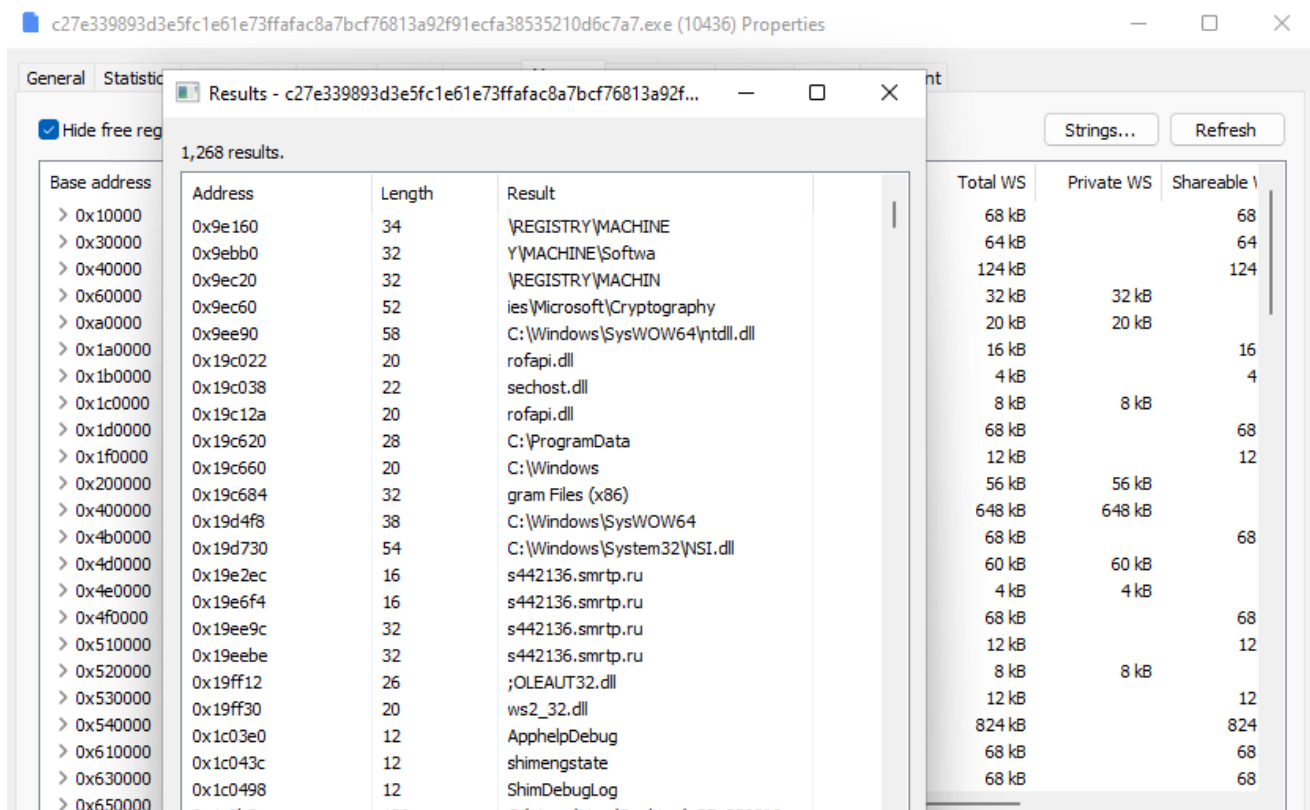 c27e339893d3e5fc1e61e73ffafac8a7bcf76813a92f91ecfa38535210d6c7a7.exe (10436) Properties
General Statistic nt
Results - c27e339893d3e5fc1e61e73ffafac8a7bcf76813a92f...
Hide free reg Strings... Refresh
1,268 results.
Base address Total WS Private WS Shareable
Address Length Result
0x10000 68 kB 68
0x9e160 34 \REGISTRY\MACHINE
0x30000 64 kB 64
0x9ebb0 32 Y\MACHINE\Softwa
0x40000 124 kB 124
0x9ec20 32 \REGISTRY\MACHIN
0x60000 32 kB 32 kB
0x9ec60 52 ies\Microsoft\Cryptography
0xa0000 20 kB 20 kB
0x9ee90 58 C:\Windows\SysWOW64\ntdll.dll
0x1a0000 16 kB 16
0x19c022 20 rofapi.dll
0x1b0000 4 kB 4
0x19c038 22 sechost.dll
0x1c0000 8 kB 8 kB
0x19c12a 20 rofapi.dll
0x1d0000 68 kB 68
0x19c620 28 C:\ProgramData
0x1f0000 12 kB 12
0x19c660 20 C:\Windows
0x200000 56 kB 56 kB
0x19c684 32 gram Files (x86)
0x400000 648 kB 648 kB
0x19d4f8 38 C:\Windows\SysWOW64
0x4b0000 68 kB 68
0x19d730 54 C:\Windows\System32\NSI.dll
0x4d0000 60 kB 60 kB
0x19e2ec 16 s442136.smrtp.ru
0x4e0000 4 kB 4 kB
0x19e6f4 16 s442136.smrtp.ru
0x4f0000 68 kB 68
0x19ee9c 32 s442136.smrtp.ru
0x510000 12 kB 12
0x19eebe 32 s442136.smrtp.ru
0x520000 8 kB 8 kB
0x19ff12 26 ;OLEAUT32.dll
0x530000 12 kB 12
0x19ff30 20 ws2_32.dll
0x540000 824 kB 824
0x1c03e0 12 ApphelpDebug
0x610000 68 kB 68
0x1c043c 12 shimengstate
0x630000 68 kB 68
0x1c0498 12 ShimDebugLog
0x650000